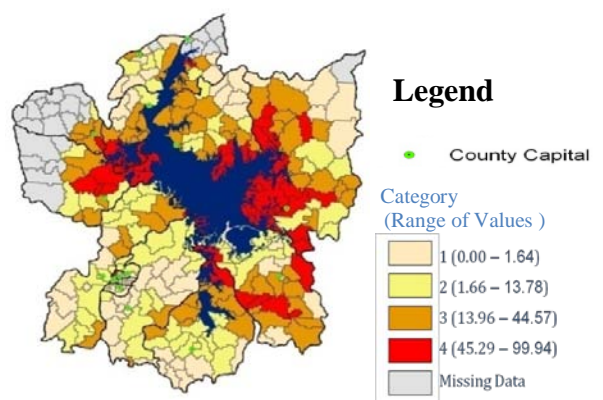 Legend
County Capital
Category
(Range of Values )
1 (0.00 – 1.64)
2 (1.66 – 13.78)
3 (13.96 – 44.57)
4 (45.29 – 99.94)
Missing Data